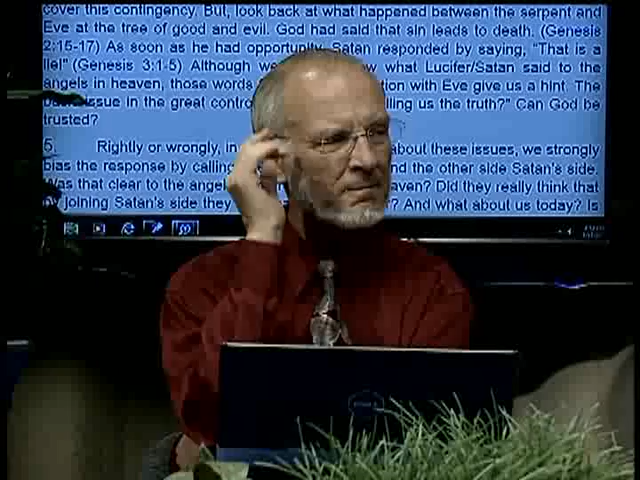 cover this contingency. But, look back at what happened between the serpent and
Eve at the tree of good and evil. God had said that sin leads to death. (Genesis
2:15-17) As soon as he had opportunity, Satan responded by saying, "That is a
lie!" (Genesis 3:1-5) Although we what Lucifer/Satan said to the
angels in heaven, those words with Eve give us a hint. The
issue in the great contro us the truth?" Can God be
trusted?
5. Rightly or wrongly, in about these issues, we strongly
bias the response by calling the other side Satan's side.
Was that clear to the angel Did they really think that
by joining Satan's side they ? And what about us today? Is
DELL